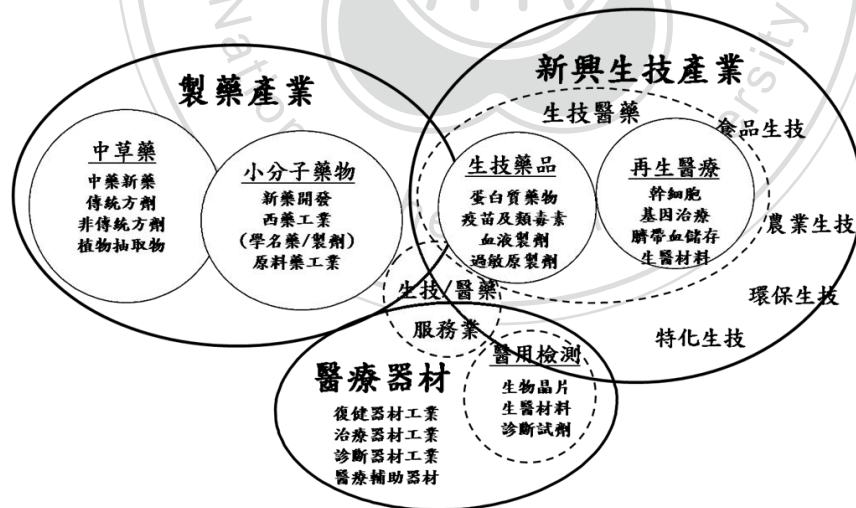 製藥產業
中草藥
中藥新藥
傳統方劑
非傳統方劑
植物抽取物
小分子藥物
新藥開發
西藥工業
(學名藥/製劑)
原料藥工業
新興生技產業
生技醫藥
食品生技
生技藥品
蛋白質藥物
疫苗及類毒素
血液製劑
過敏原製劑
再生醫療
幹細胞
基因治療
臍帶血儲存
生醫材料
農業生技
環保生技
特化生技
生技/醫藥
服務業
醫療器材
復健器材工業
治療器材工業
診斷器材工業
醫療輔助器材
醫用檢測
生物晶片
生醫材料
診斷試劑